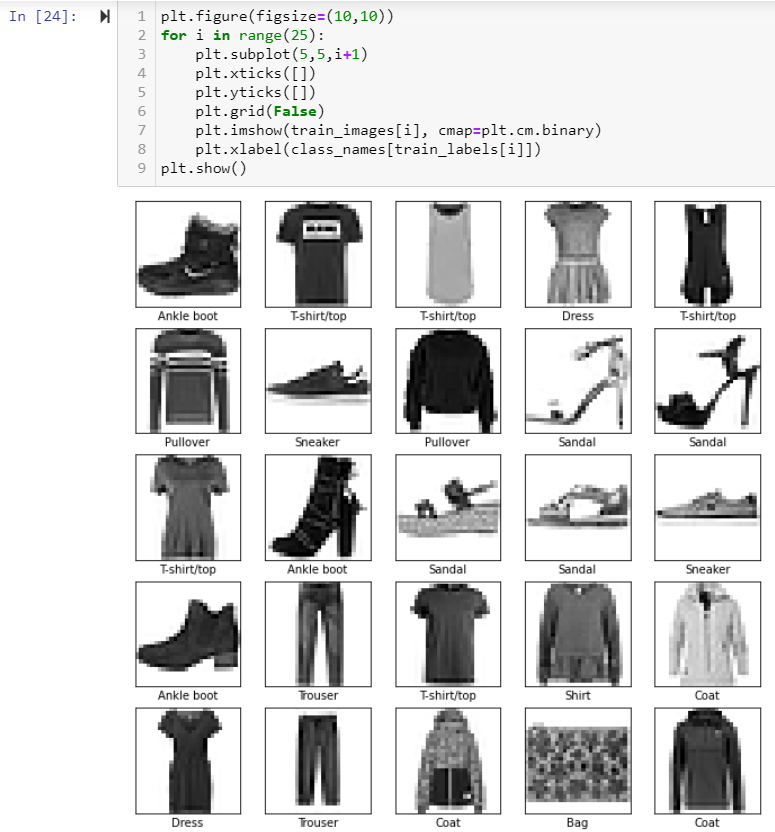 In [24]:
1 plt.figure(figsize=(10,10))
2 for i in range(25):
3     plt.subplot(5,5,i+1)
4     plt.xticks([])
5     plt.yticks([])
6     plt.grid(False)
7     plt.imshow(train_images[i], cmap=plt.cm.binary)
8     plt.xlabel(class_names[train_labels[i]])
9 plt.show()
Ankle boot T-shirt/top T-shirt/top Dress T-shirt/top
Pullover Sneaker Pullover Sandal Sandal
T-shirt/top Ankle boot Sandal Sandal Sneaker
Ankle boot Trouser T-shirt/top Shirt Coat
Dress Trouser Coat Bag Coat